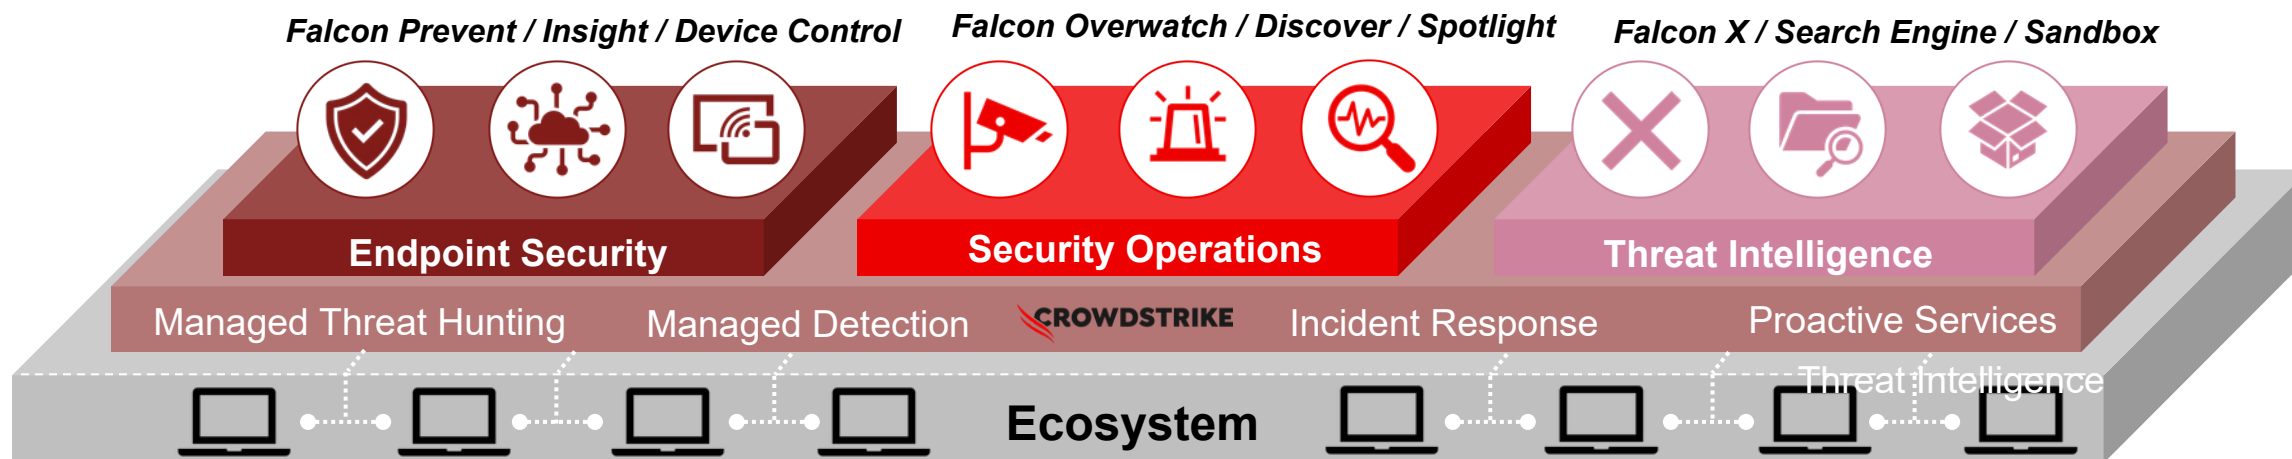 Falcon Prevent / Insight / Device Control
Falcon Overwatch / Discover / Spotlight
Falcon X / Search Engine / Sandbox
Endpoint Security
Security Operations
Threat Intelligence
Managed Threat Hunting
Managed Detection
CROWDSTRIKE
Incident Response
Proactive Services
Threat Intelligence
Ecosystem